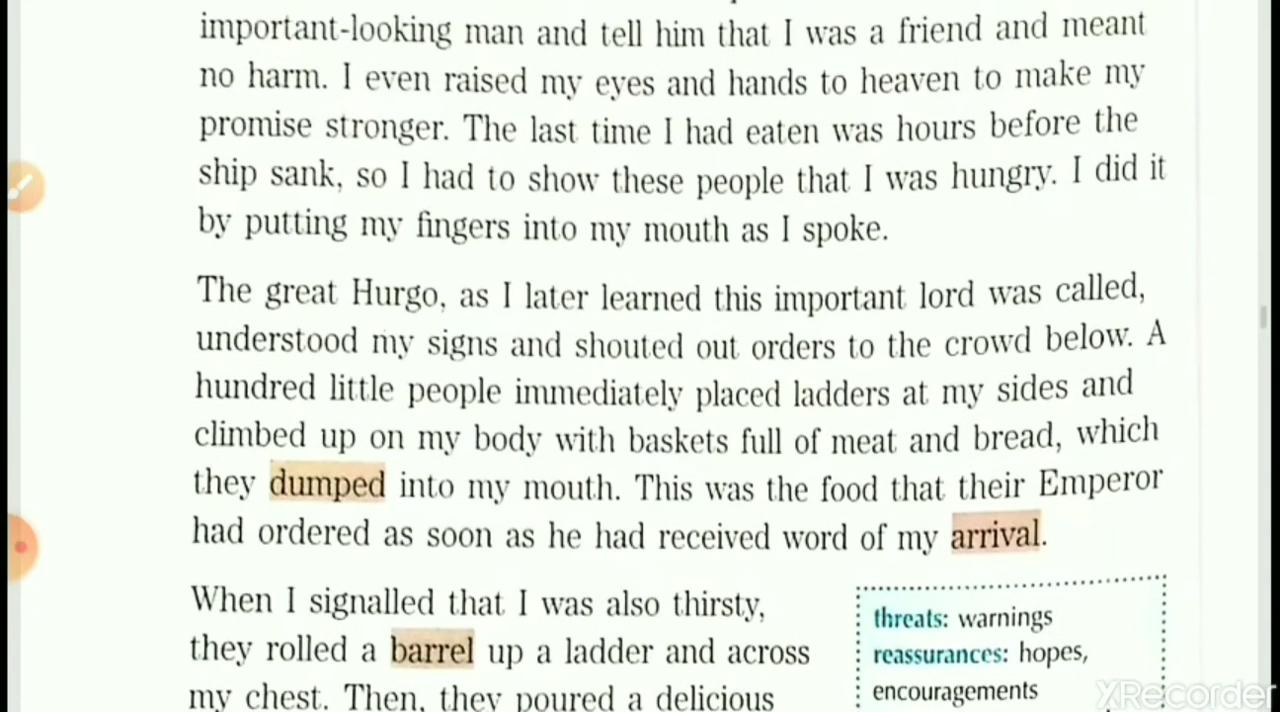 important-looking man and tell him that I was a friend and meant
no harm. I even raised my eyes and hands to heaven to make my
promise stronger. The last time I had eaten was hours before the
ship sank, so I had to show these people that I was hungry. I did it
by putting my fingers into my mouth as I spoke.
The great Hurgo, as I later learned this important lord was called,
understood my signs and shouted out orders to the crowd below. A
hundred little people immediately placed ladders at my sides and
climbed up on my body with baskets full of meat and bread, which
they dumped into my mouth. This was the food that their Emperor
had ordered as soon as he had received word of my arrival.
When I signalled that I was also thirsty,
they rolled a barrel up a ladder and across
my chest. Then, they poured a delicious
threats: warnings
reassurances: hopes,
encouragements
XRecorder